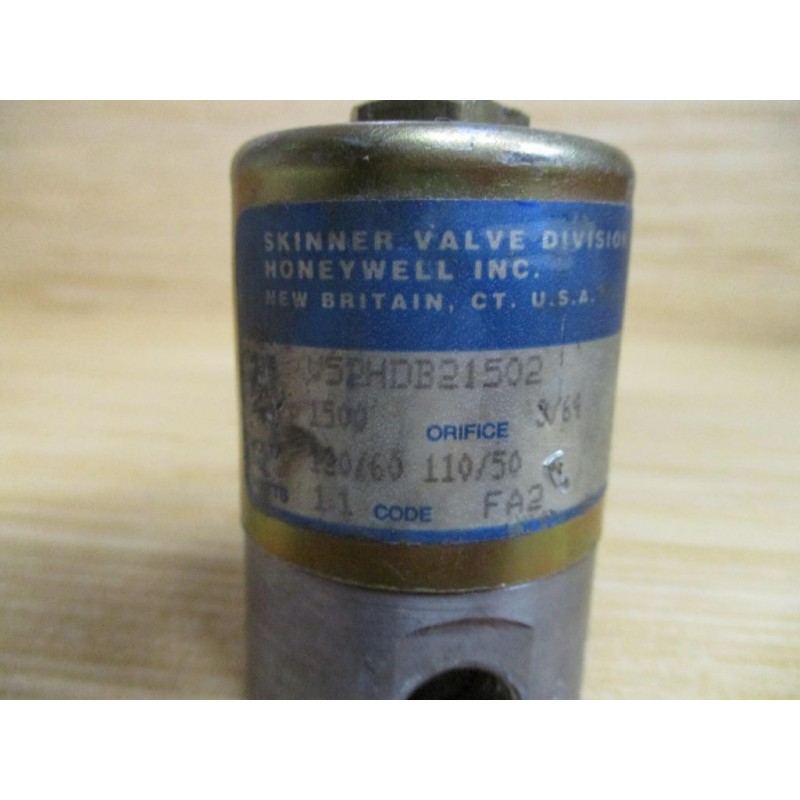 SKINNER VALVE DIVISION
HONEYWELL INC.
NEW BRITAIN, CT. U.S.A.
V52HDB21502
1500 ORIFICE 3/64
120/60 110/50
11 CODE FA2